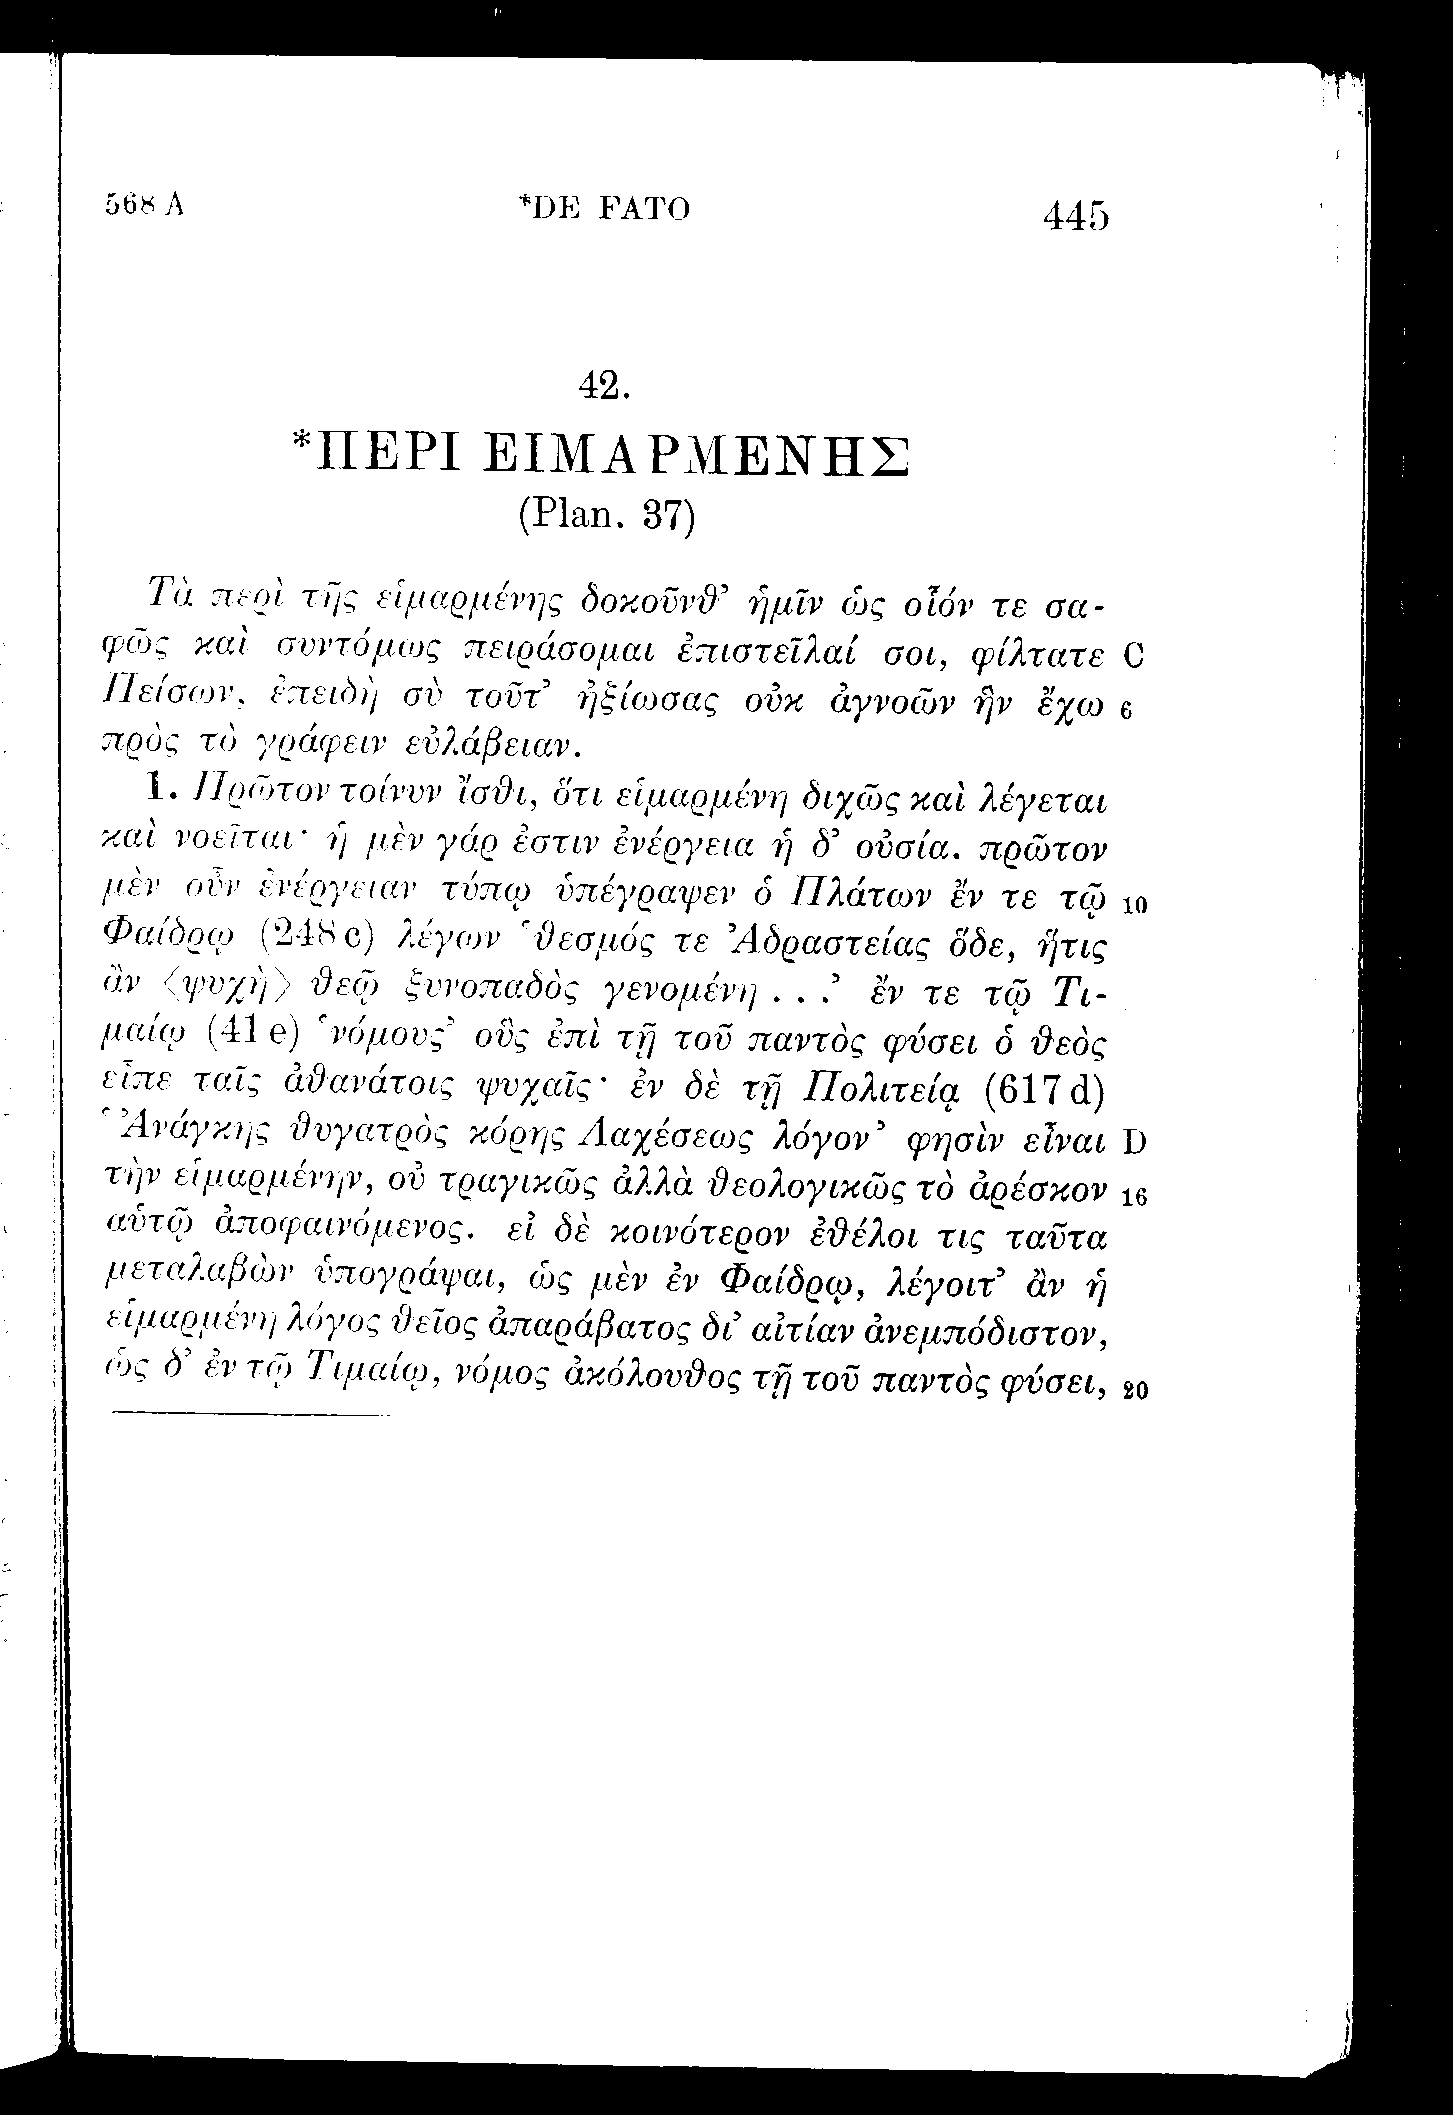 568 A *DE FATO 445
42.
*ΠΕΡΙ ΕΙΜΑΡΜΕΝΗΣ
(Plan. 37)
Τὰ περὶ τῆς εἱμαρμένης δοκοῦνθ’ ἡμῖν ὡς οἷόν τε σα-
φῶς καὶ συντόμως πειράσομαι ἐπιστεῖλαί σοι, φίλτατε C
Πείσων, ἐπειδὴ σὺ τοῦτ’ ἠξίωσας οὐκ ἀγνοῶν ἣν ἔχω 6
πρὸς τὸ γράφειν εὐλάβειαν.
1. Πρῶτον τοίνυν ἴσθι, ὅτι εἱμαρμένη διχῶς καὶ λέγεται
καὶ νοεῖται· ἡ μὲν γάρ ἐστιν ἐνέργεια ἡ δ’ οὐσία. πρῶτον
μὲν οὖν ἐνέργειαν τύπῳ ὑπέγραψεν ὁ Πλάτων ἔν τε τῷ 10
Φαίδρῳ (248 c) λέγων ‘θεσμός τε Ἀδραστείας ὅδε, ἥτις
ἂν ⟨ψυχὴ⟩ θεῷ ξυνοπαδὸς γενομένη . . .’ ἔν τε τῷ Τι-
μαίῳ (41 e) ‘νόμους’ οὓς ἐπὶ τῇ τοῦ παντὸς φύσει ὁ θεὸς
εἶπε ταῖς ἀθανάτοις ψυχαῖς· ἐν δὲ τῇ Πολιτείᾳ (617 d)
‘Ἀνάγκης θυγατρὸς κόρης Λαχέσεως λόγον’ φησὶν εἶναι D
τὴν εἱμαρμένην, οὐ τραγικῶς ἀλλὰ θεολογικῶς τὸ ἀρέσκον 16
αὑτῷ ἀποφαινόμενος. εἰ δὲ κοινότερον ἐθέλοι τις ταῦτα
μεταλαβὼν ὑπογράψαι, ὡς μὲν ἐν Φαίδρῳ, λέγοιτ’ ἂν ἡ
εἱμαρμένη λόγος θεῖος ἀπαράβατος δι’ αἰτίαν ἀνεμπόδιστον,
ὡς δ’ ἐν τῷ Τιμαίῳ, νόμος ἀκόλουθος τῇ τοῦ παντὸς φύσει, 20